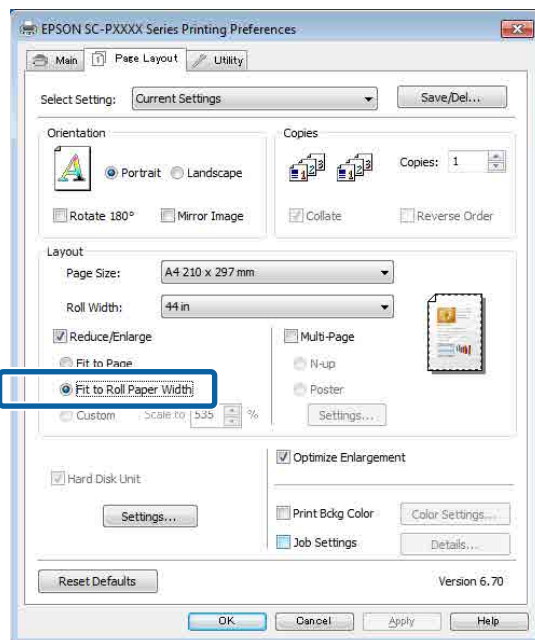 EPSON SC-PXXXX Series Printing Preferences
Main Page Layout Utility
Select Setting: Current Settings Save/Del...
Orientation
Portrait Landscape
Rotate 180° Mirror Image
Copies
Copies: 1
Collate Reverse Order
Layout
Page Size: A4 210 x 297 mm
Roll Width: 44 in
Reduce/Enlarge
Fit to Page
Fit to Roll Paper Width
Custom Scale to 535 %
Multi-Page
N-up
Poster
Settings...
Hard Disk Unit
Settings...
Optimize Enlargement
Print Bckg Color Color Settings...
Job Settings Details...
Reset Defaults Version 6.70
OK Cancel Apply Help